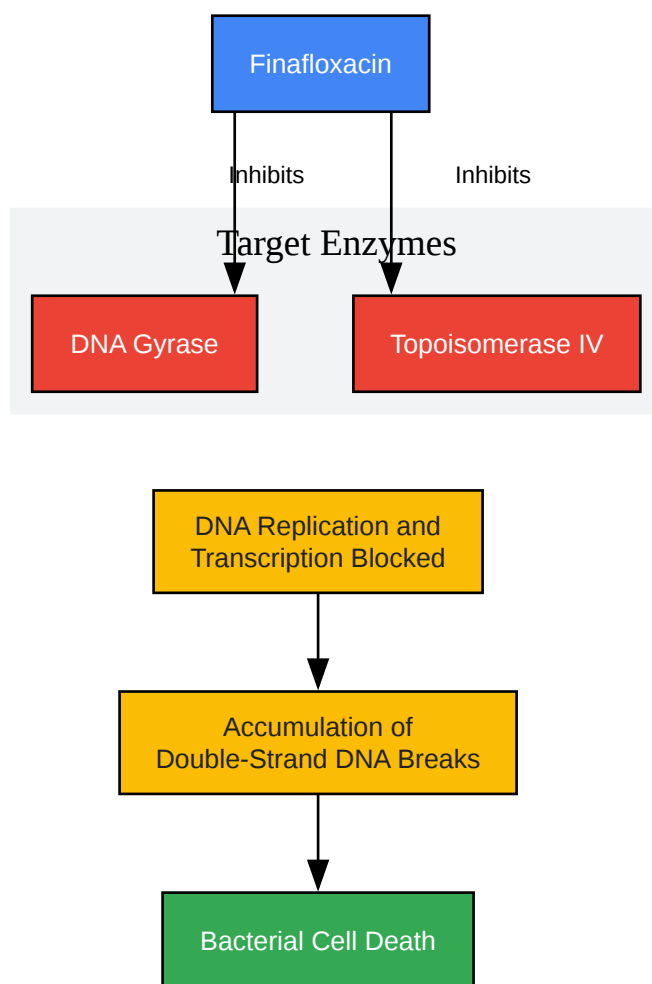 Finafloxacin
Inhibits
Inhibits
Target Enzymes
DNA Gyrase
Topoisomerase IV
DNA Replication and
Transcription Blocked
Accumulation of
Double-Strand DNA Breaks
Bacterial Cell Death